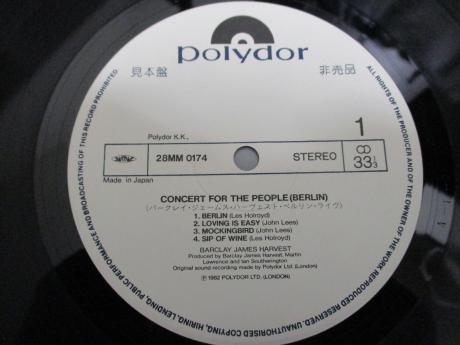 polydor
見本盤
非売品
Polydor K.K.,
28MM 0174
STEREO
1
33 1/3
Made in Japan
CONCERT FOR THE PEOPLE (BERLIN)
(バークレイ・ジェームス・ハーヴェスト・ベルリン・ライヴ)
1. BERLIN (Les Holroyd)
2. LOVING IS EASY (John Lees)
3. MOCKINGBIRD (John Lees)
4. SIP OF WINE (Les Holroyd)
BARCLAY JAMES HARVEST
Produced by Barclay James Harvest, Martin
Lawrence and Ian Southerington
Original sound recording made by Polydor Ltd. (London)
℗ 1982 POLYDOR LTD. (LONDON)
ALL RIGHTS OF THE PRODUCER AND OF THE OWNER OF THE WORK REPRODUCED RESERVED. UNAUTHORISED COPYING, HIRING, LENDING, PUBLIC PERFORMANCE AND BROADCASTING OF THIS RECORD PROHIBITED